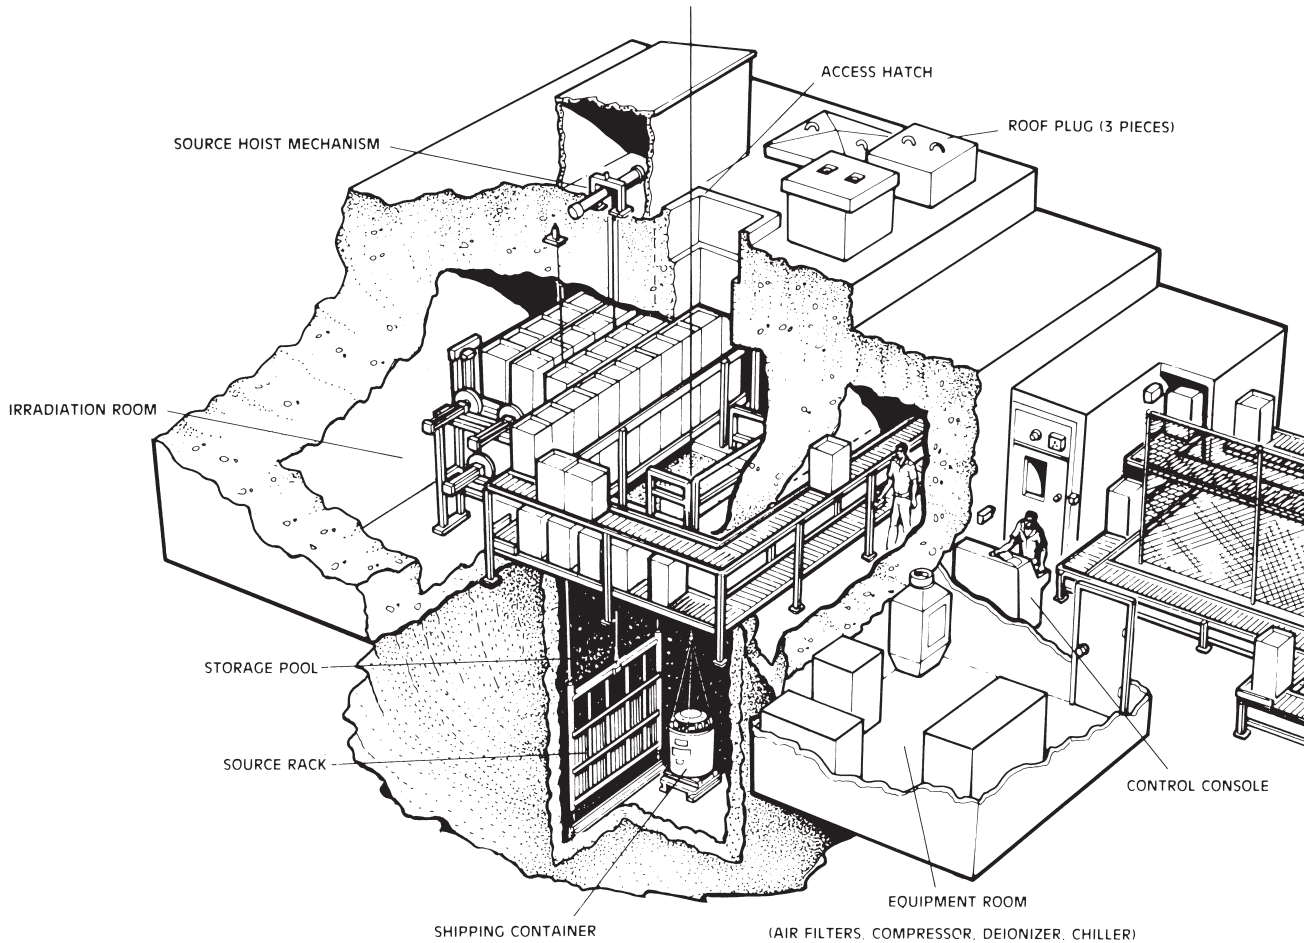 ACCESS HATCH
ROOF PLUG (3 PIECES)
SOURCE HOIST MECHANISM
IRRADIATION ROOM
STORAGE POOL
SOURCE RACK
CONTROL CONSOLE
EQUIPMENT ROOM
SHIPPING CONTAINER
(AIR FILTERS, COMPRESSOR, DEIONIZER, CHILLER)